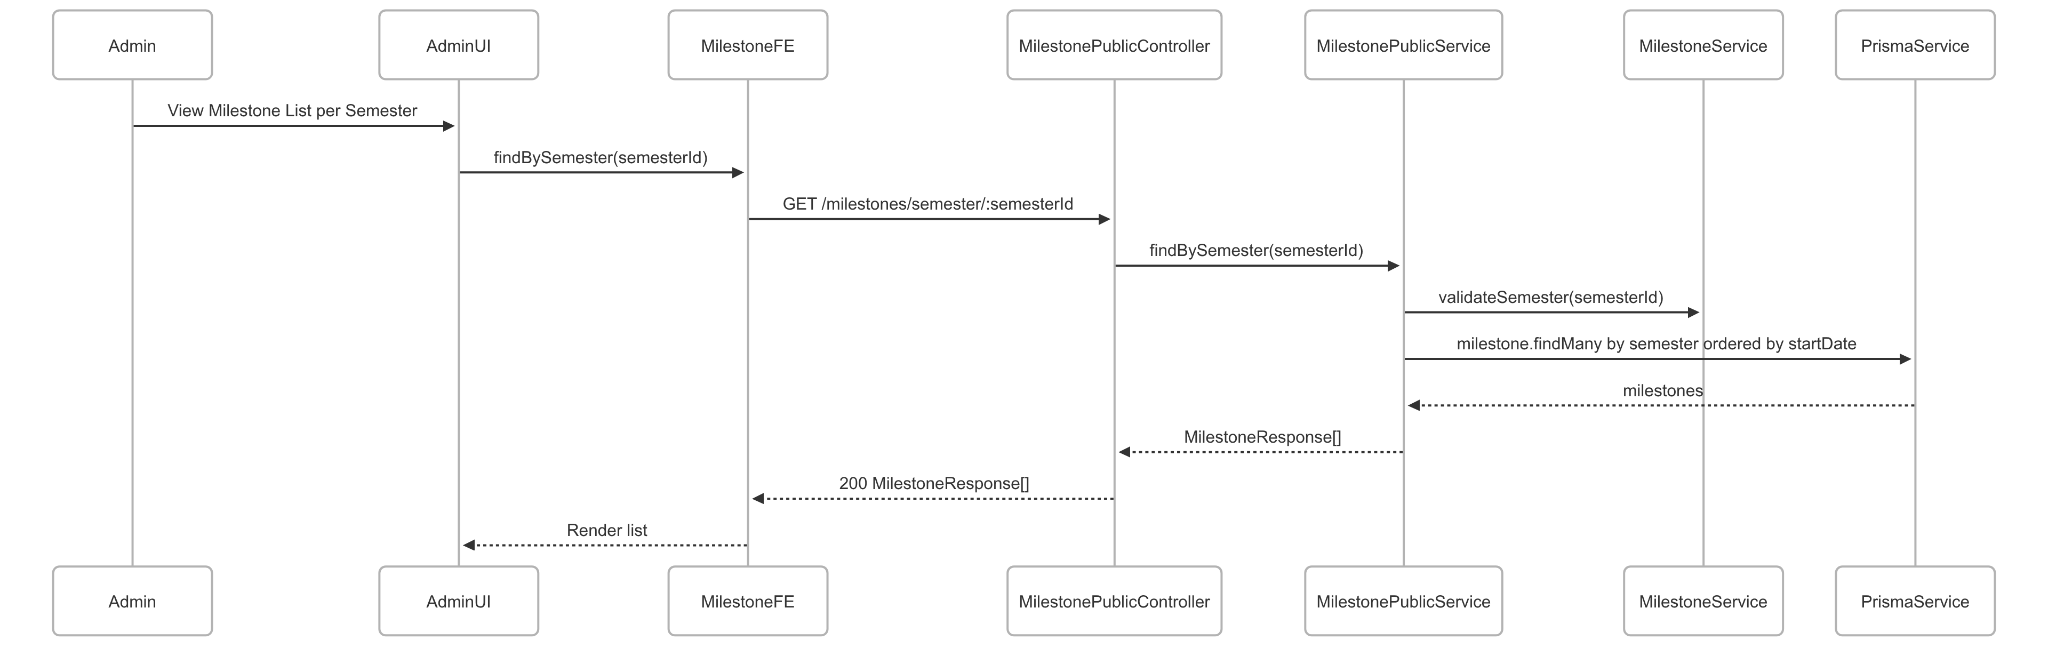 Admin
AdminUI
MilestoneFE
MilestonePublicController
MilestonePublicService
MilestoneService
PrismaService
View Milestone List per Semester
findBySemester(semesterId)
GET /milestones/semester/:semesterId
findBySemester(semesterId)
validateSemester(semesterId)
milestone.findMany by semester ordered by startDate
milestones
MilestoneResponse[]
200 MilestoneResponse[]
Render list
Admin
AdminUI
MilestoneFE
MilestonePublicController
MilestonePublicService
MilestoneService
PrismaService